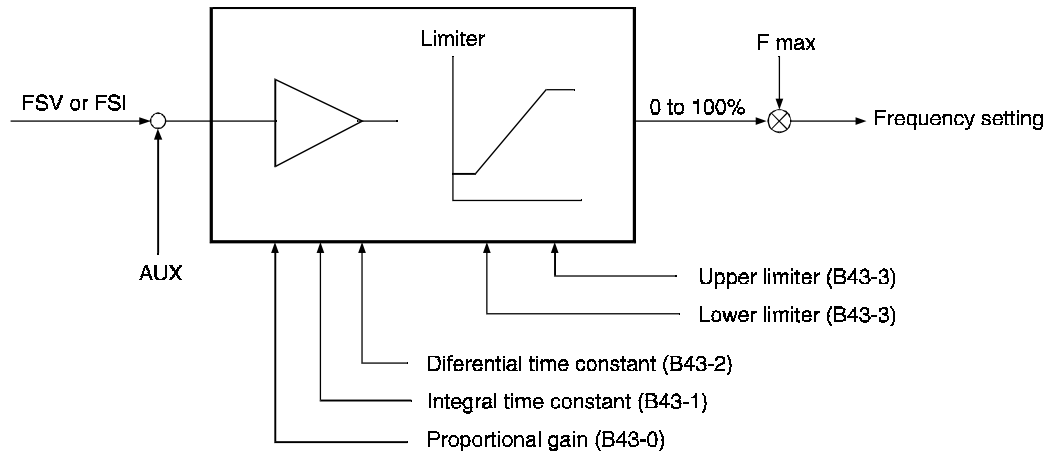 Limiter
F max
FSV or FSI
0 to 100%
Frequency setting
AUX
Upper limiter (B43-3)
Lower limiter (B43-3)
Diferential time constant (B43-2)
Integral time constant (B43-1)
Proportional gain (B43-0)